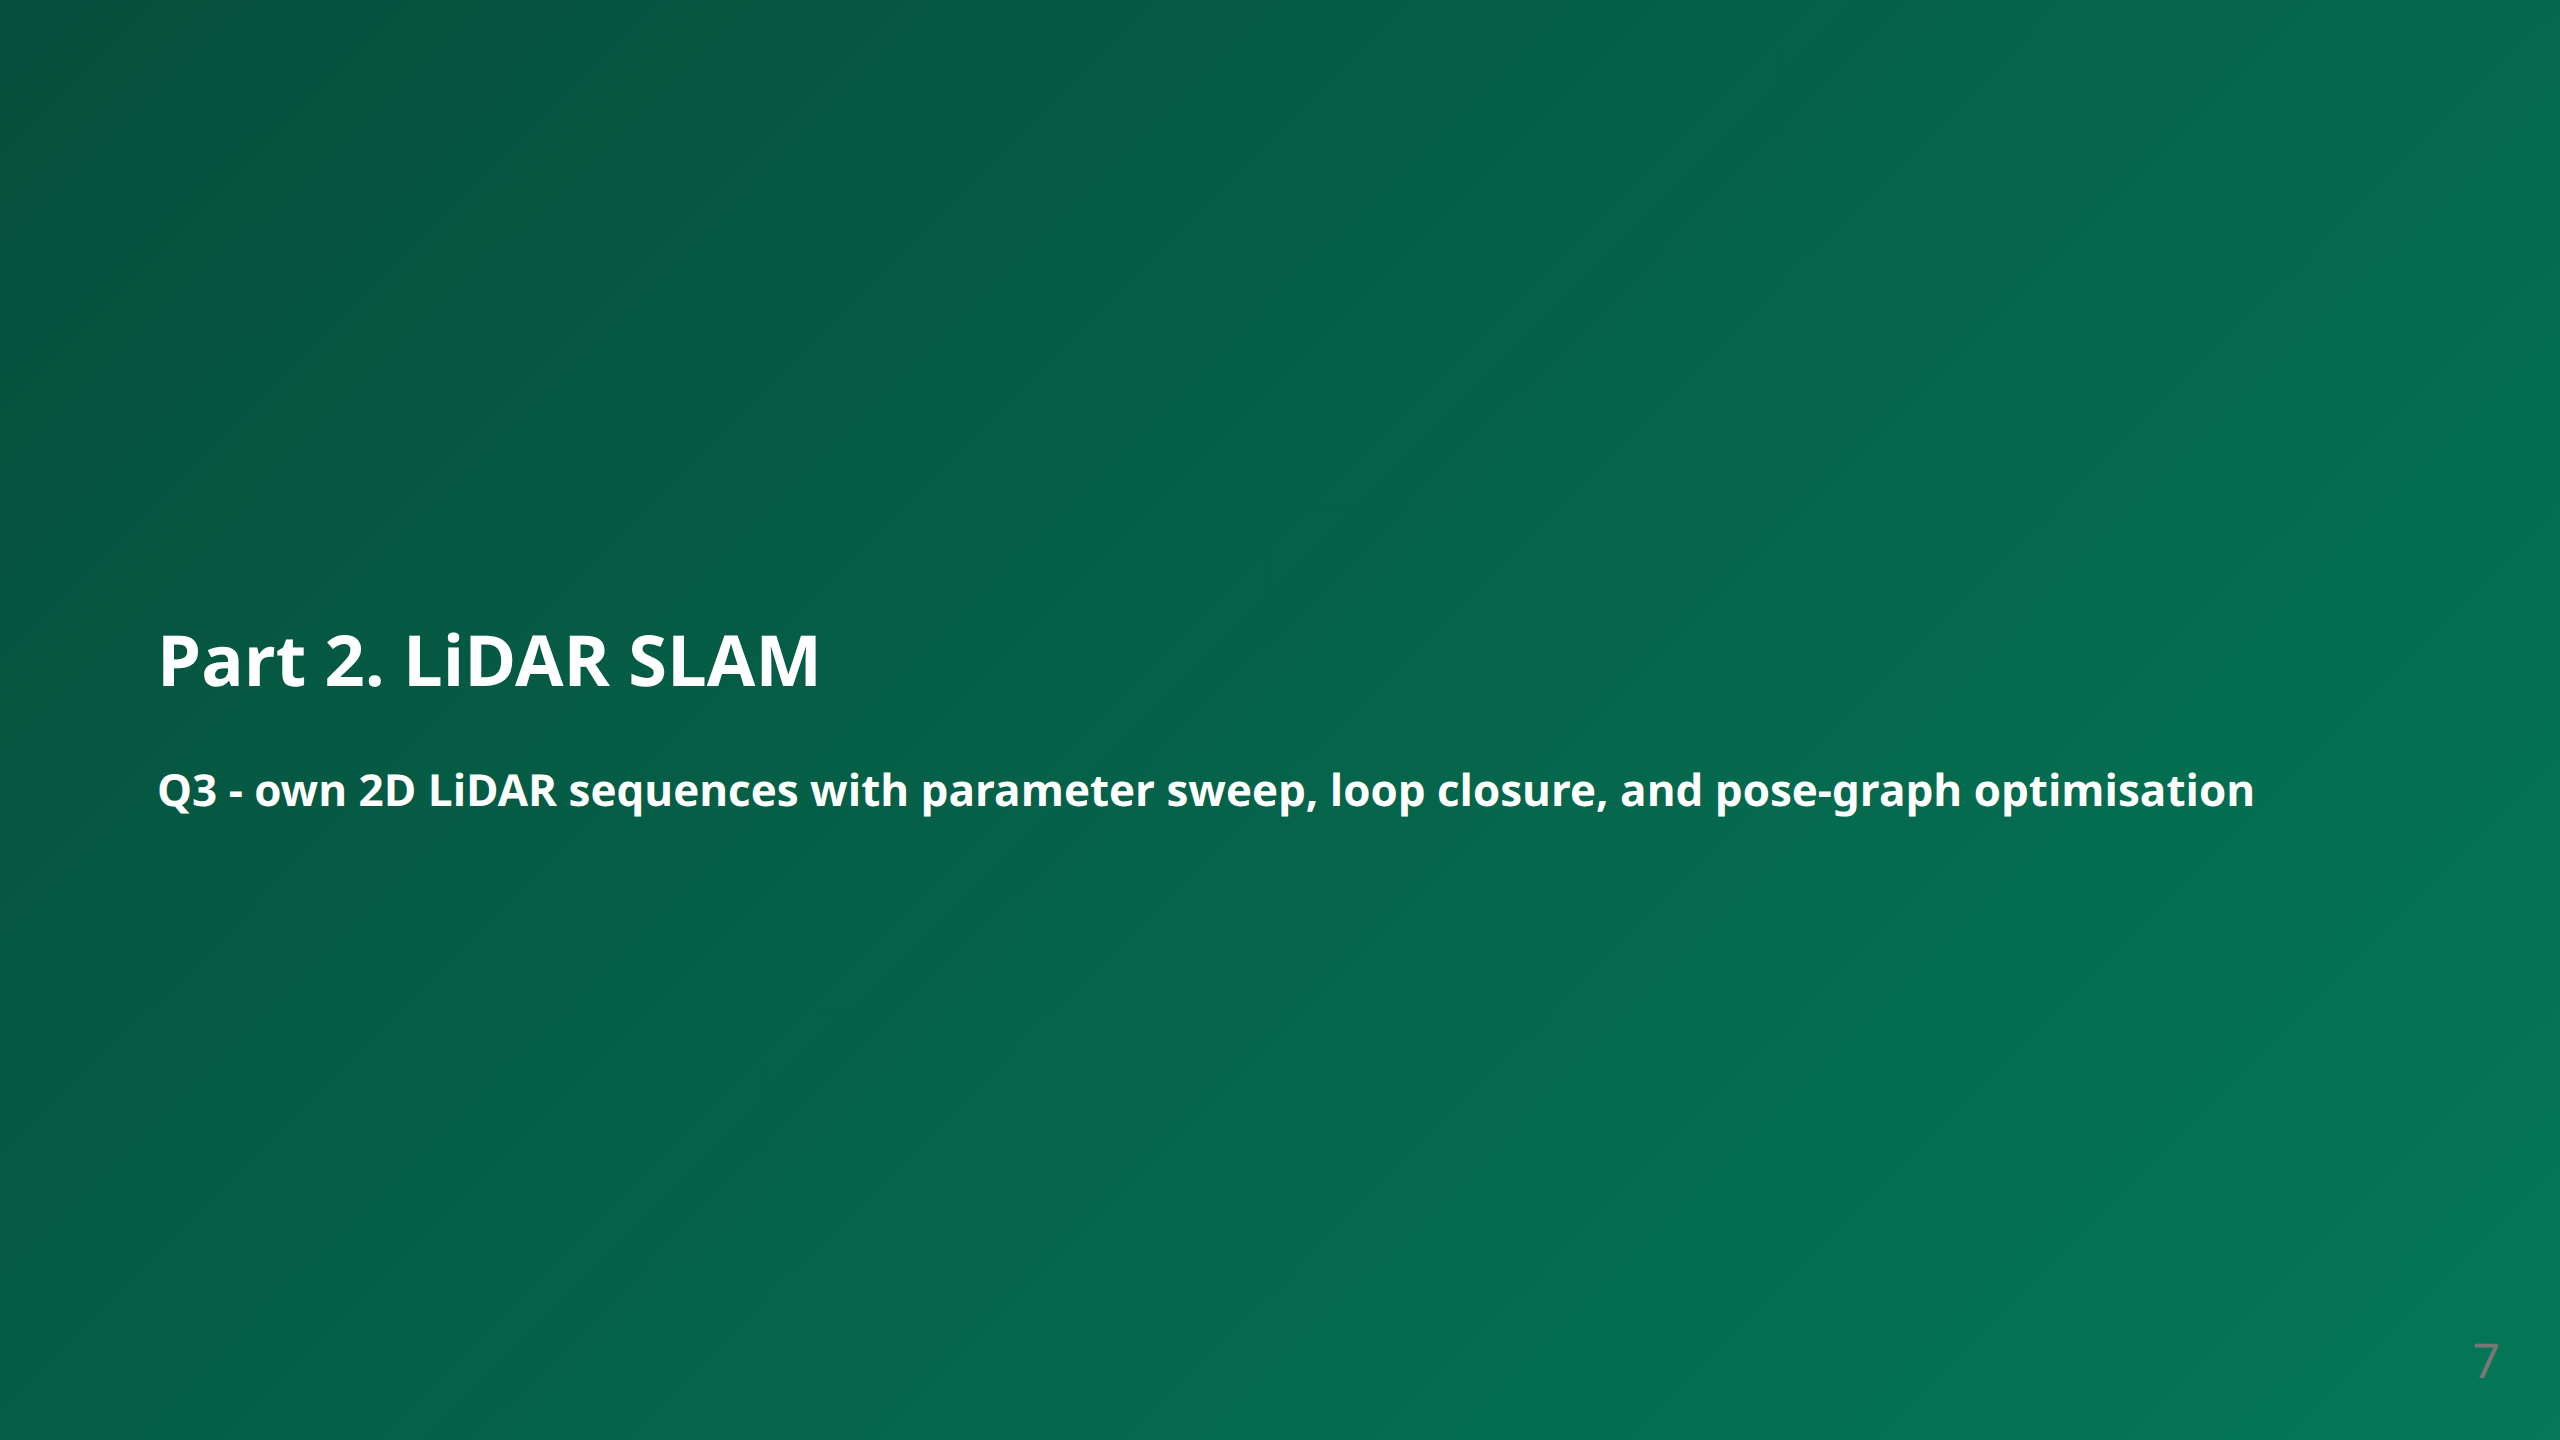 Part 2. LiDAR SLAM
Q3 - own 2D LiDAR sequences with parameter sweep, loop closure, and pose-graph optimisation
7